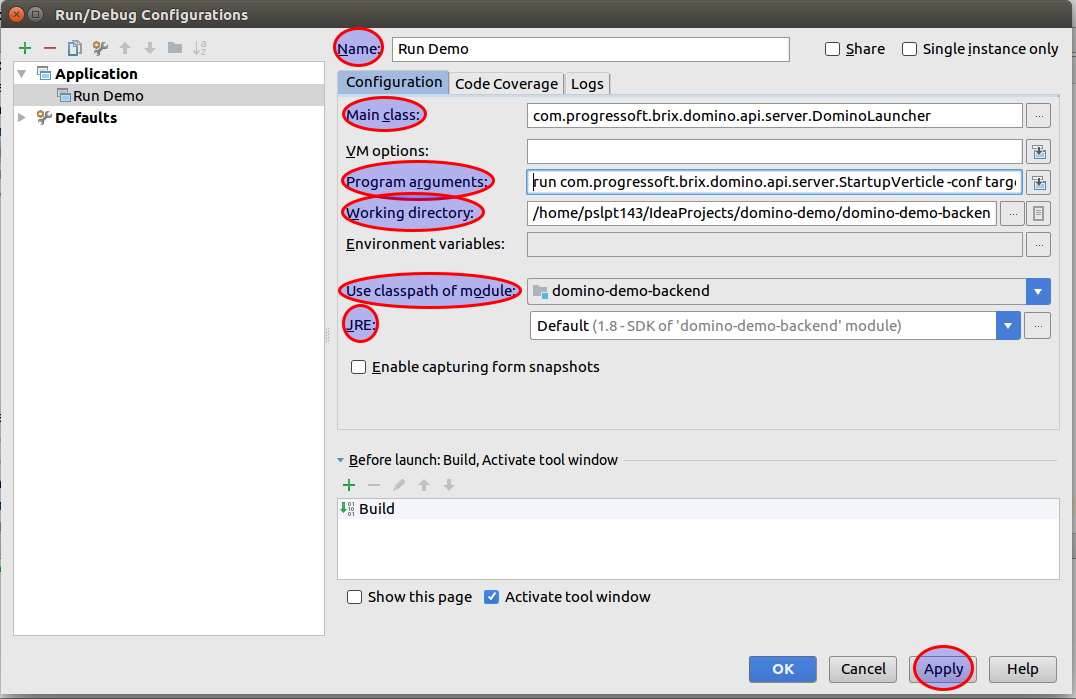 Run/Debug Configurations
Name: Run Demo Share Single instance only
Application
Run Demo
Defaults
Configuration Code Coverage Logs
Main class: com.progressoft.brix.domino.api.server.DominoLauncher ...
VM options:
Program arguments: run com.progressoft.brix.domino.api.server.StartupVerticle -conf targe
Working directory: /home/pslpt143/IdeaProjects/domino-demo/domino-demo-backen ...
Environment variables: ...
Use classpath of module: domino-demo-backend
JRE: Default (1.8 - SDK of 'domino-demo-backend' module) ...
Enable capturing form snapshots
Before launch: Build, Activate tool window
Build
Show this page Activate tool window
OK Cancel Apply Help